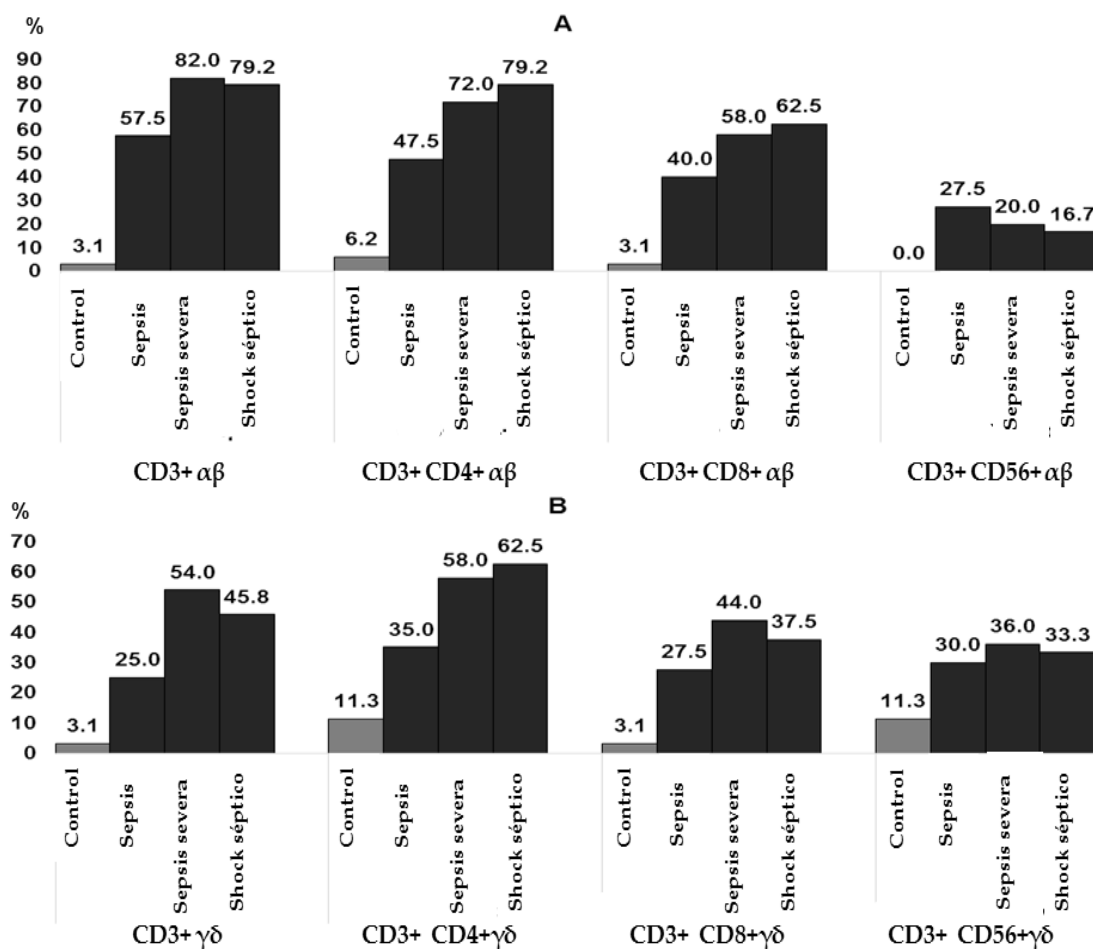 %
A
90
80
70
60
50
40
30
20
10
0
3.1
57.5
82.0
79.2
6.2
47.5
72.0
79.2
3.1
40.0
58.0
62.5
0.0
27.5
20.0
16.7
Control
Sepsis
Sepsis severa
Shock séptico
Control
Sepsis
Sepsis severa
Shock séptico
Control
Sepsis
Sepsis severa
Shock séptico
Control
Sepsis
Sepsis severa
Shock séptico
CD3+ αβ
CD3+ CD4+ αβ
CD3+ CD8+ αβ
CD3+ CD56+ αβ
%
B
70
60
50
40
30
20
10
0
3.1
25.0
54.0
45.8
11.3
35.0
58.0
62.5
3.1
27.5
44.0
37.5
11.3
30.0
36.0
33.3
Control
Sepsis
Sepsis severa
Shock séptico
Control
Sepsis
Sepsis severa
Shock séptico
Control
Sepsis
Sepsis severa
Shock séptico
Control
Sepsis
Sepsis severa
Shock séptico
CD3+ γδ
CD3+ CD4+γδ
CD3+ CD8+γδ
CD3+ CD56+γδ